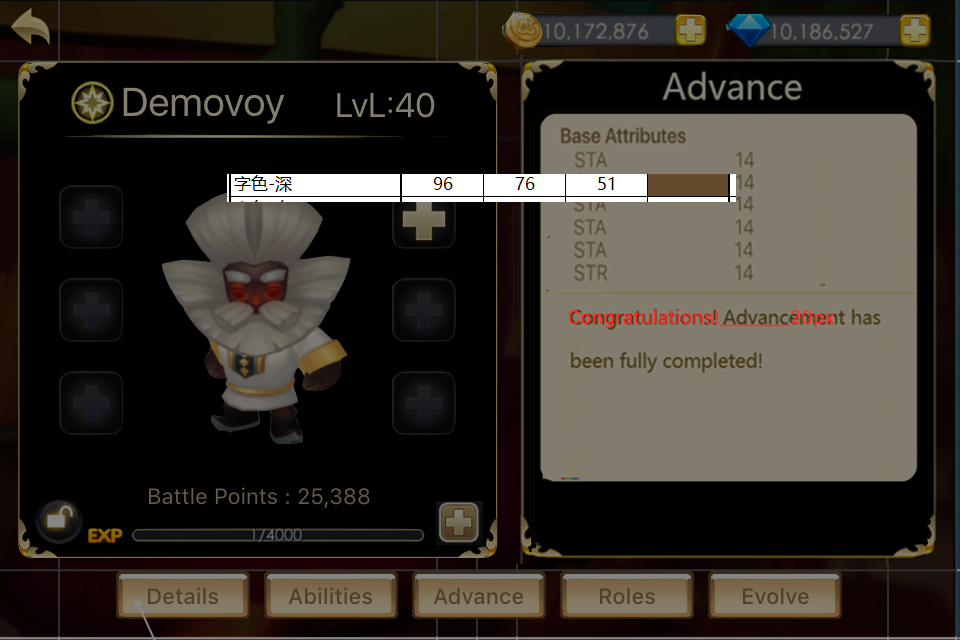 10,172,876
10,186,527
Demovoy LvL:40
Advance
Base Attributes
STA 14
字色-深 96 76 51
14
STA 14
STA 14
STA 14
STR 14
Congratulations! Advancement has
been fully completed!
Battle Points : 25,388
EXP 1/4000
Details Abilities Advance Roles Evolve